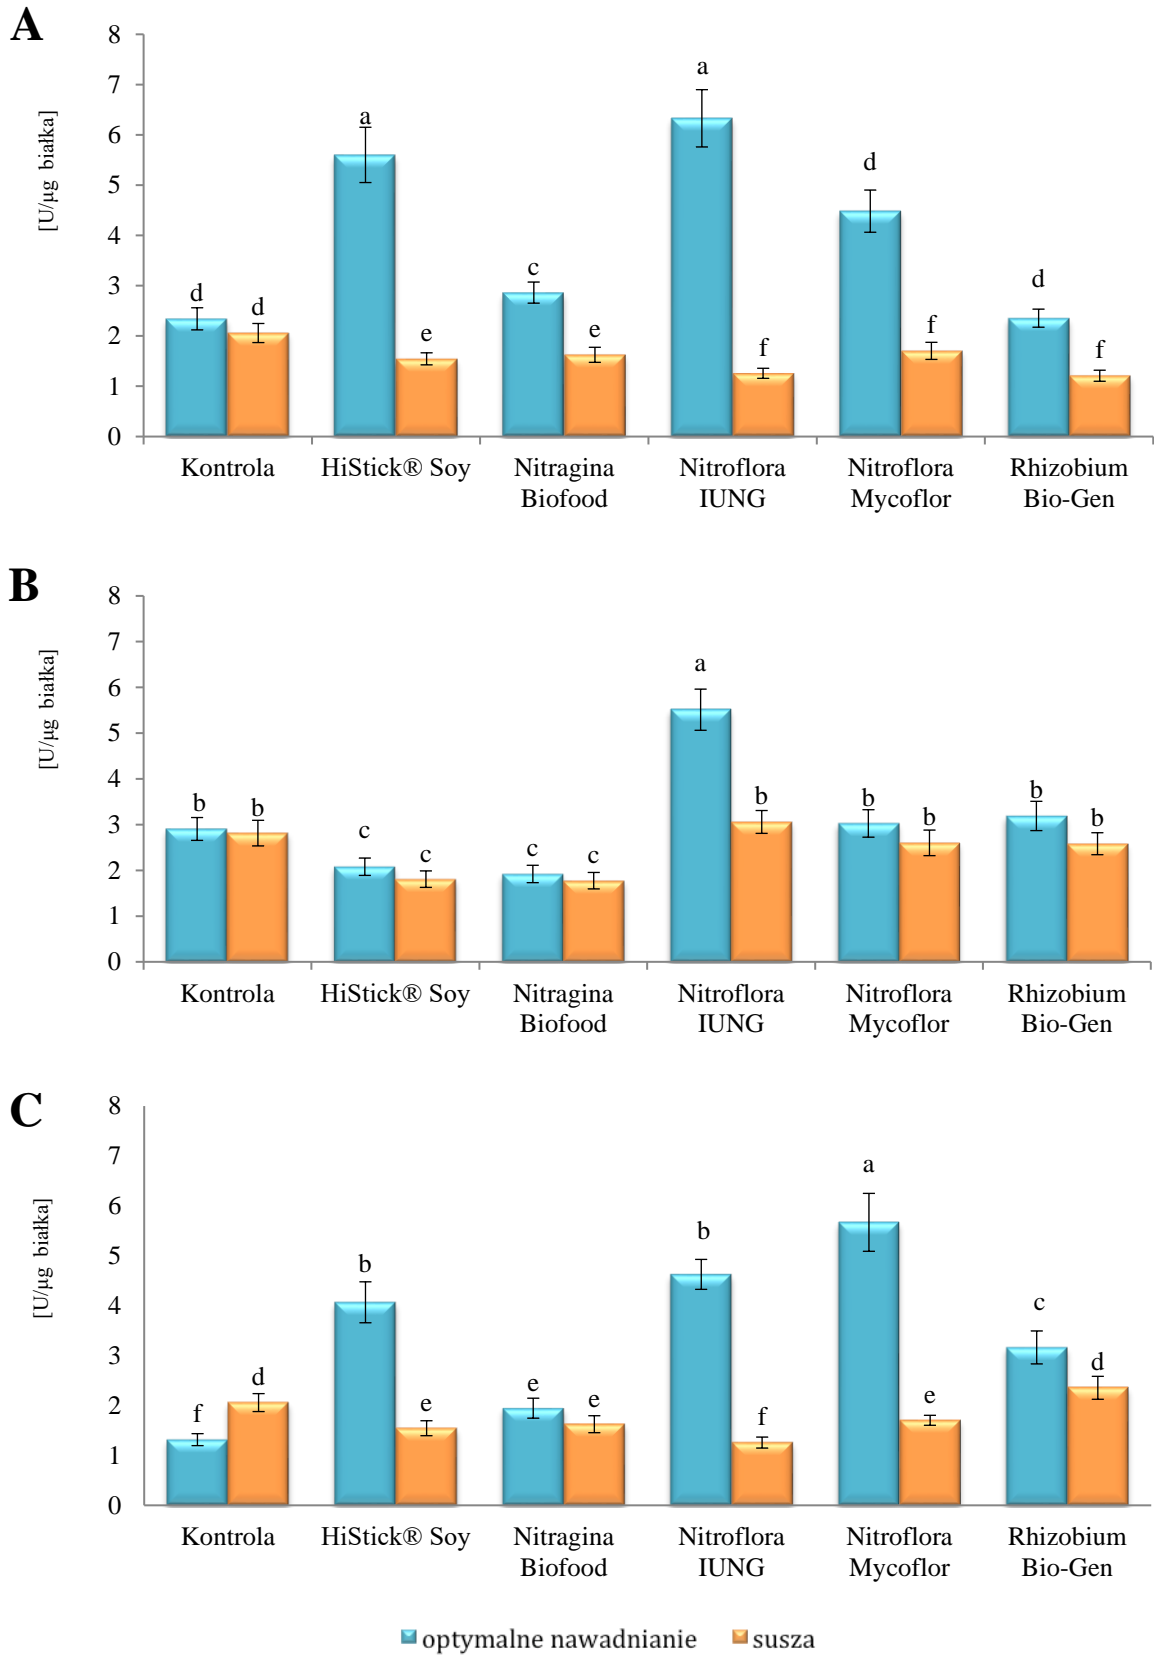 A
[U/µg białka]
8
7
6
5
4
3
2
1
0
d
d
a
e
c
e
a
f
d
f
d
f
Kontrola
HiStick® Soy
Nitragina
Biofood
Nitroflora
IUNG
Nitroflora
Mycoflor
Rhizobium
Bio-Gen
B
[U/µg białka]
8
7
6
5
4
3
2
1
0
b
b
c
c
c
c
a
b
b
b
b
b
Kontrola
HiStick® Soy
Nitragina
Biofood
Nitroflora
IUNG
Nitroflora
Mycoflor
Rhizobium
Bio-Gen
C
[U/µg białka]
8
7
6
5
4
3
2
1
0
f
d
b
e
e
e
b
f
a
e
c
d
Kontrola
HiStick® Soy
Nitragina
Biofood
Nitroflora
IUNG
Nitroflora
Mycoflor
Rhizobium
Bio-Gen
optymalne nawadnianie
susza